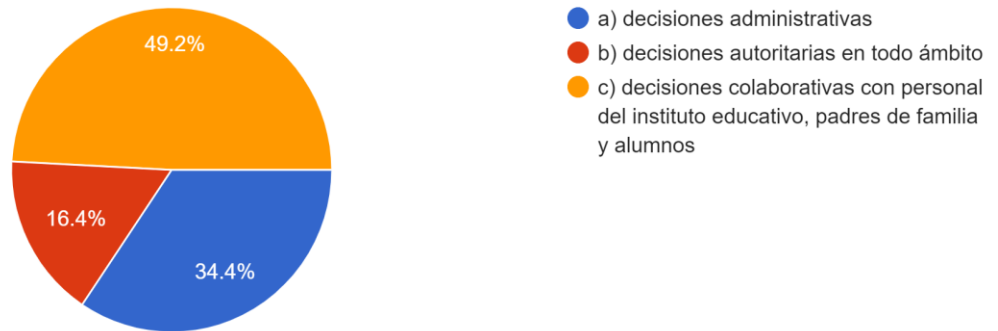 49.2%
16.4%
34.4%
a) decisiones administrativas
b) decisiones autoritarias en todo ámbito
c) decisiones colaborativas con personal
del instituto educativo, padres de familia
y alumnos